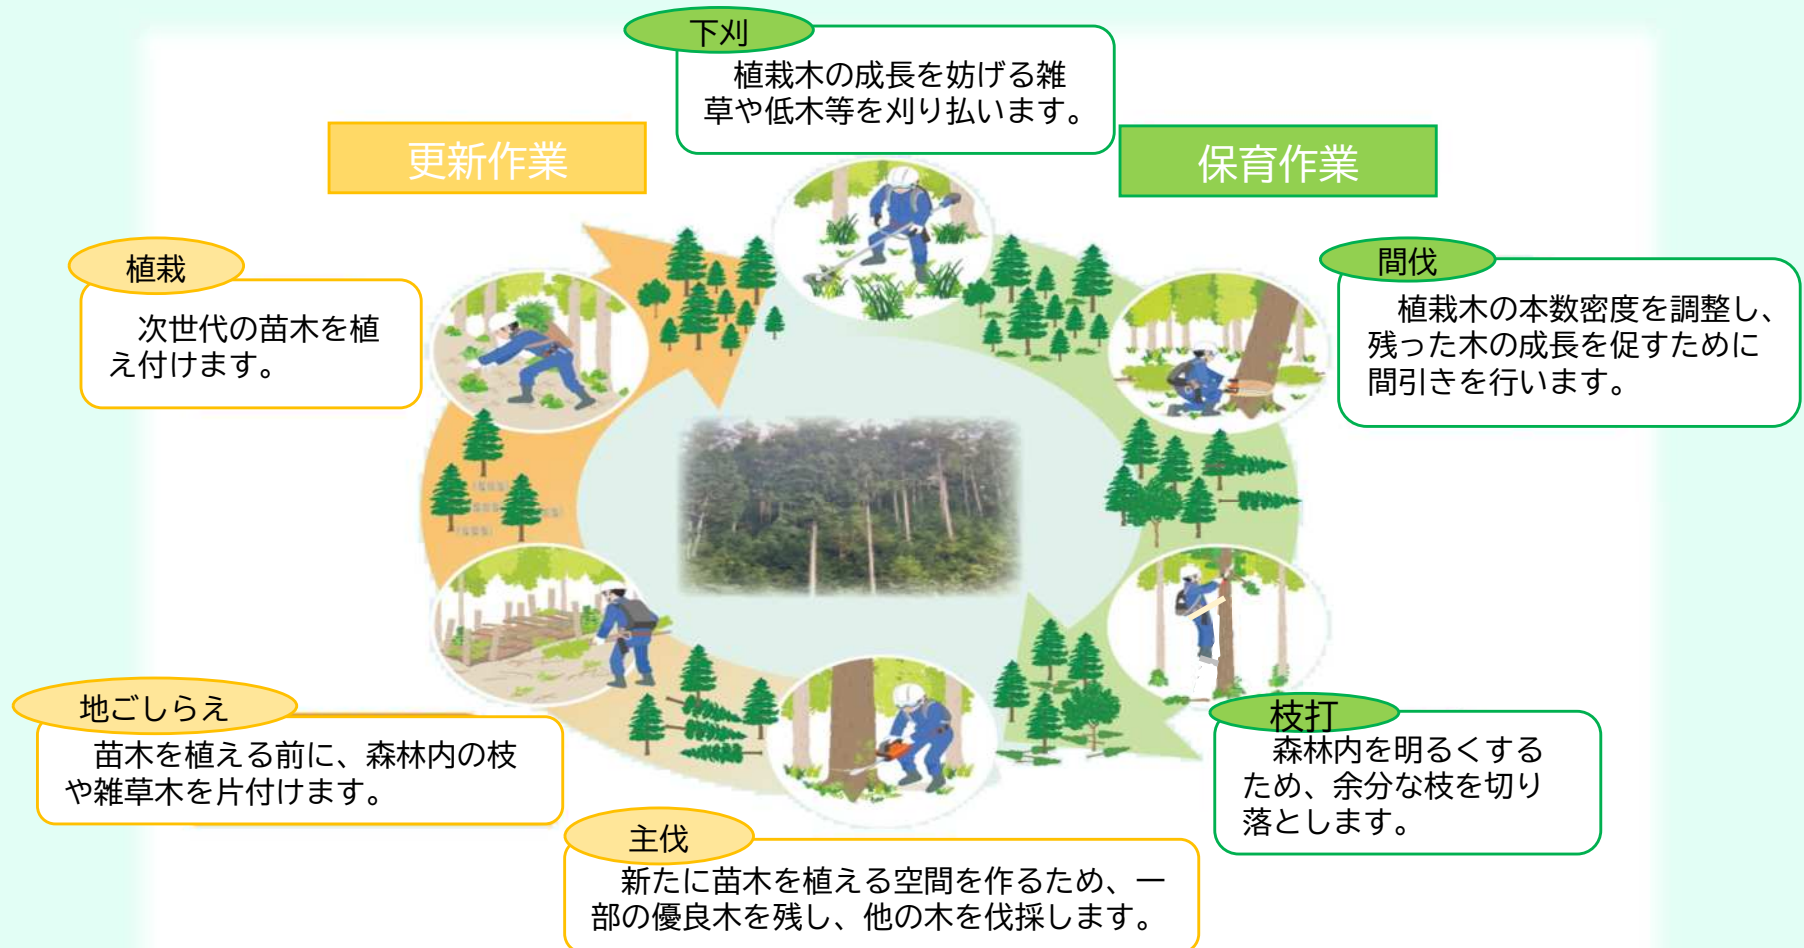 下刈
植栽木の成長を妨げる雑
草や低木等を刈り払います。
更新作業
保育作業
植栽
次世代の苗木を植
え付けます。
間伐
植栽木の本数密度を調整し、
残った木の成長を促すために
間引きを行います。
地ごしらえ
苗木を植える前に、森林内の枝
や雑草木を片付けます。
枝打
森林内を明るくする
ため、余分な枝を切り
落とします。
主伐
新たに苗木を植える空間を作るため、一
部の優良木を残し、他の木を伐採します。